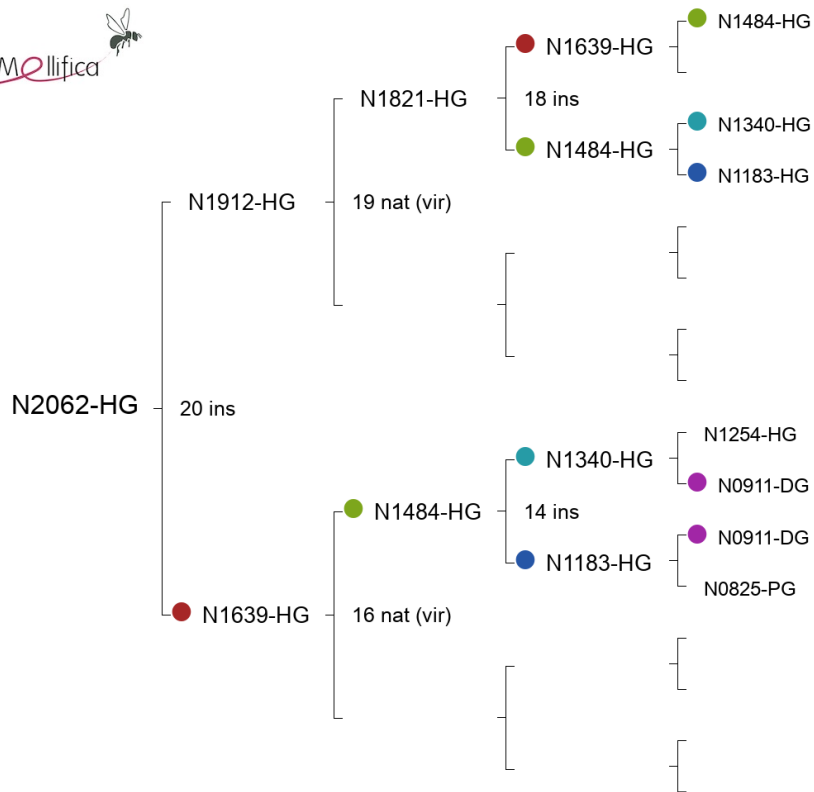 Mellifica
N1484-HG
N1639-HG
N1821-HG
18 ins
N1340-HG
N1484-HG
N1183-HG
N1912-HG
19 nat (vir)
N2062-HG
20 ins
N1254-HG
N1340-HG
N0911-DG
N1484-HG
14 ins
N0911-DG
N1183-HG
N0825-PG
N1639-HG
16 nat (vir)